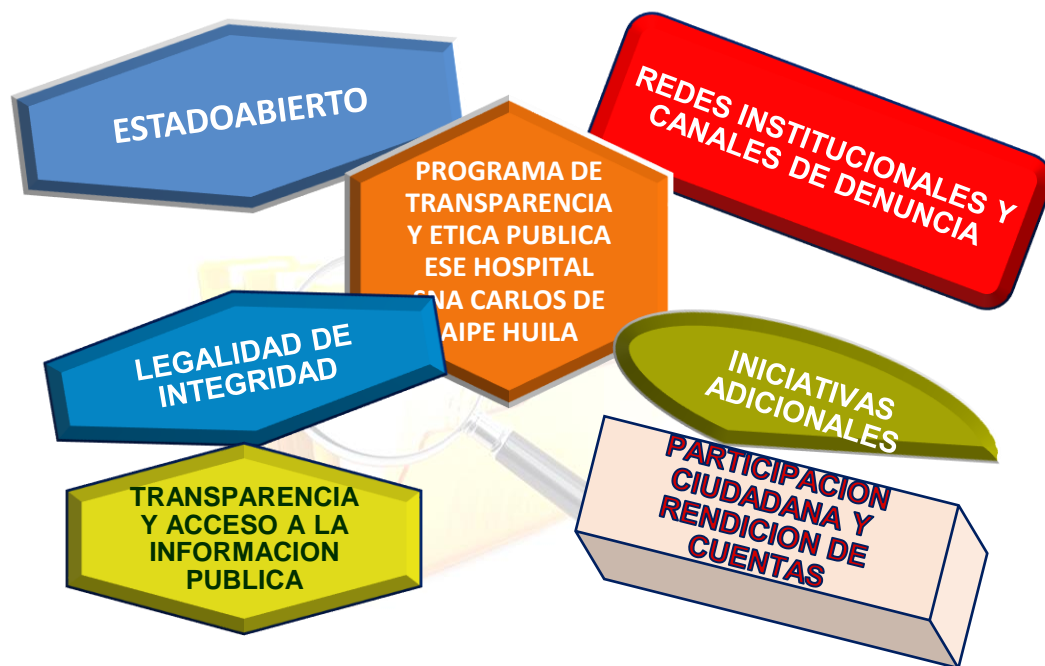 ESTADOABIERTO
REDES INSTITUCIONALES Y
CANALES DE DENUNCIA
PROGRAMA DE
TRANSPARENCIA
Y ETICA PUBLICA
ESE HOSPITAL
SNA CARLOS DE
AIPE HUILA
LEGALIDAD DE
INTEGRIDAD
INICIATIVAS
ADICIONALES
TRANSPARENCIA
Y ACCESO A LA
INFORMACION
PUBLICA
PARTICIPACION
CIUDADANA Y
RENDICION DE
CUENTAS